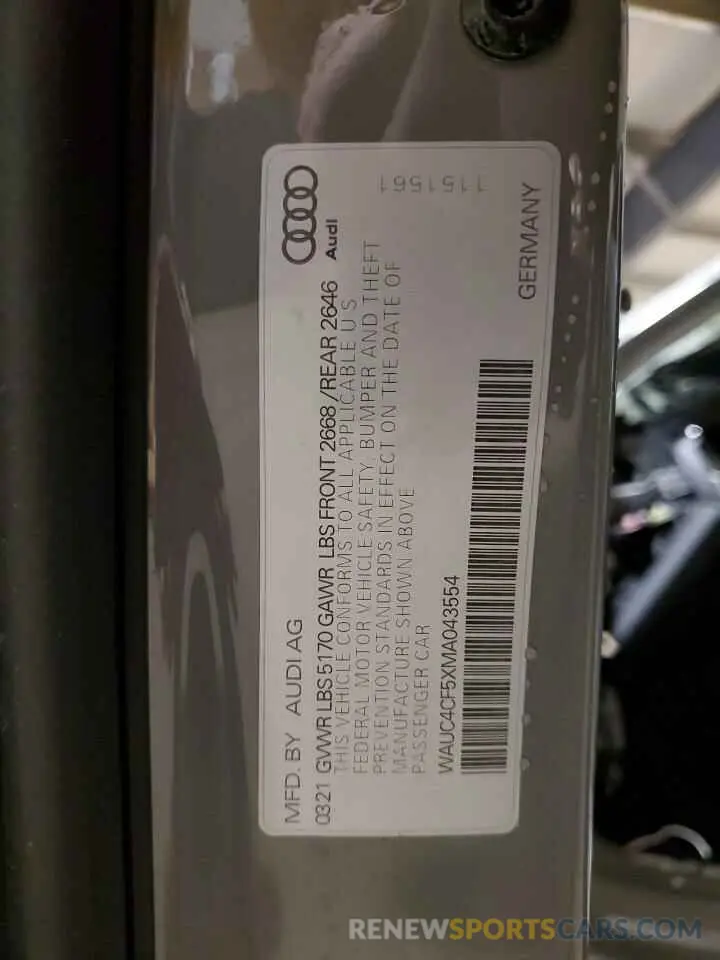 Audi
MFD. BY AUDI AG
0321 GVWR LBS 5170 GAWR LBS FRONT 2668 / REAR 2646
THIS VEHICLE CONFORMS TO ALL APPLICABLE U S
FEDERAL MOTOR VEHICLE SAFETY, BUMPER AND THEFT
PREVENTION STANDARDS IN EFFECT ON THE DATE OF
MANUFACTURE SHOWN ABOVE
PASSENGER CAR
WAUC4CF5XMA043554
GERMANY
RENEWSPORTSCARS.COM